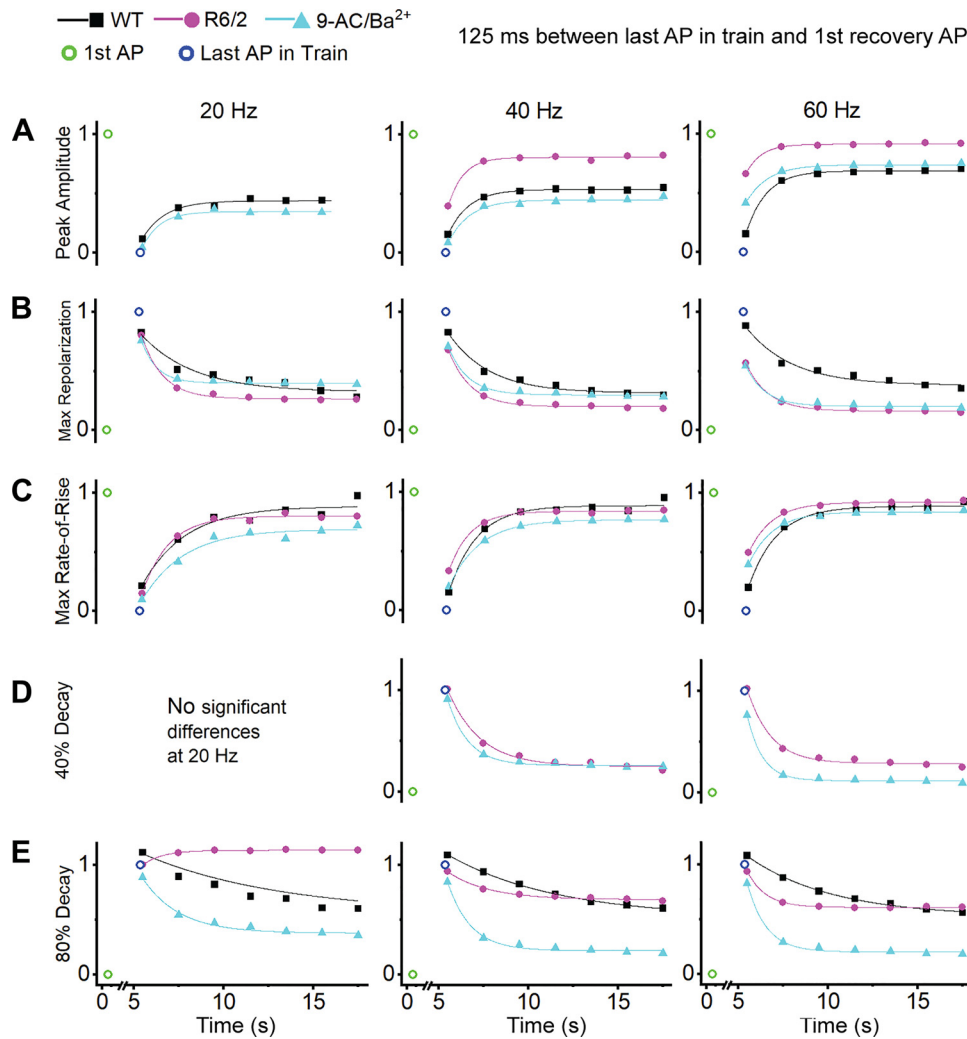 WT R6/2 9-AC/Ba²⁺
1st AP Last AP in Train
125 ms between last AP in train and 1st recovery AP
20 Hz 40 Hz 60 Hz
A
Peak Amplitude
1 1 1
0 0 0
B
Max Repolarization
1 1 1
0 0 0
C
Max Rate-of-Rise
1 1 1
0 0 0
D
40% Decay
No significant
differences
at 20 Hz
1 1
0 0
E
80% Decay
1 1 1
0 0 0
0 5 10 15 0 5 10 15 0 5 10 15
Time (s) Time (s) Time (s)